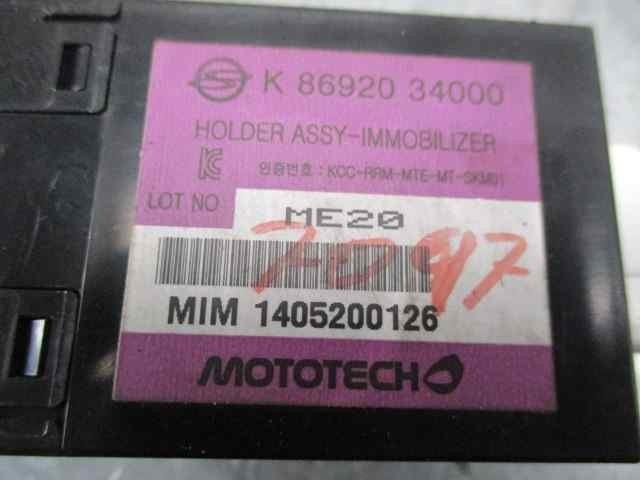 K 86920 34000
HOLDER ASSY-IMMOBILIZER
인증번호 : KCC-RRM-MTE-MT-SKM01
LOT NO ME20
7097
MIM 1405200126
MOTOTECH